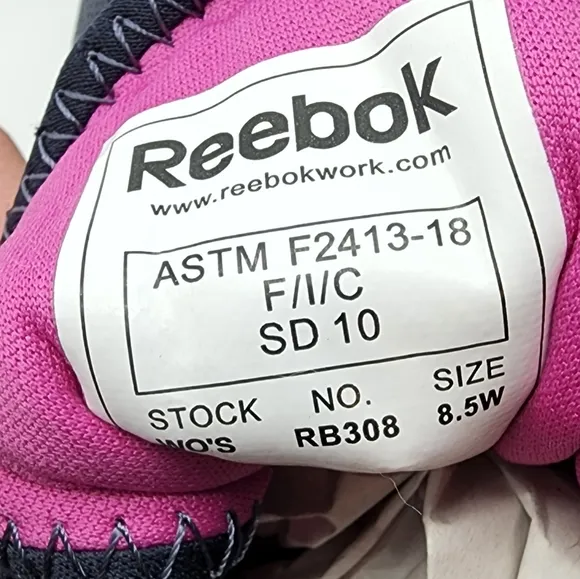 Reebok
www.reebokwork.com
ASTM F2413-18
F/I/C
SD 10
STOCK NO. SIZE
WO'S RB308 8.5W